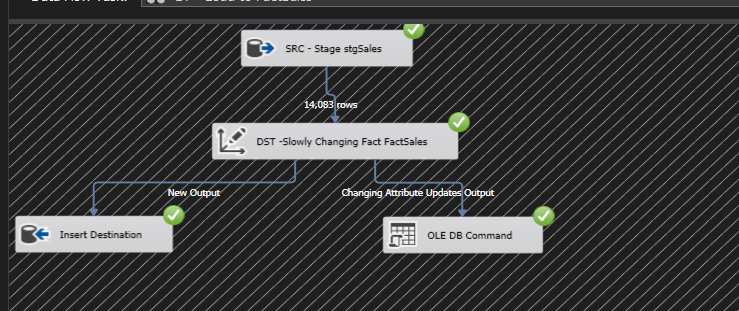 SRC - Stage stgSales
14,083 rows
DST -Slowly Changing Fact FactSales
New Output
Changing Attribute Updates Output
Insert Destination
OLE DB Command